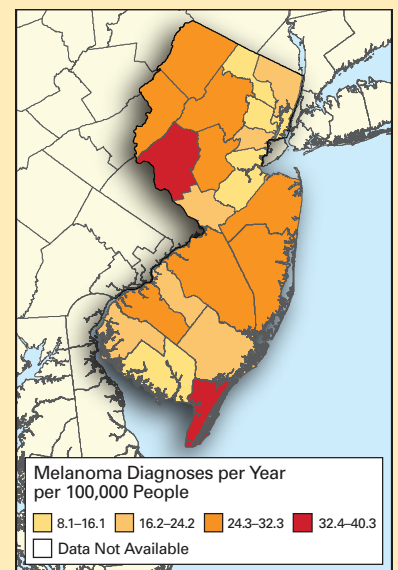 Melanoma Diagnoses per Year
per 100,000 People
8.1–16.1 16.2–24.2 24.3–32.3 32.4–40.3
Data Not Available